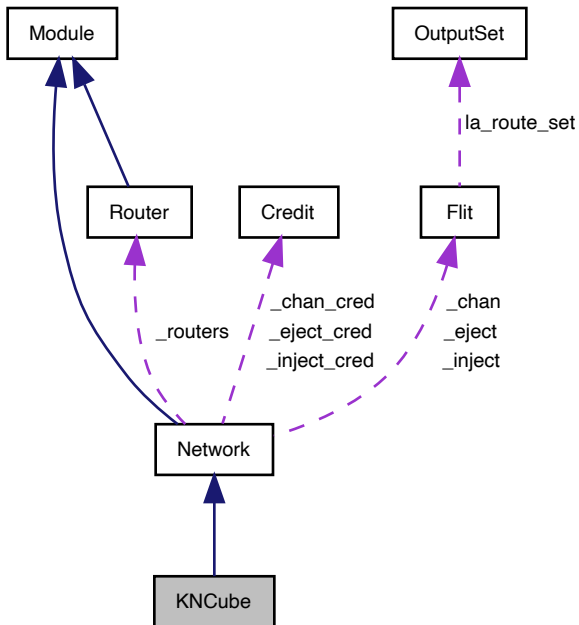 Module
OutputSet
la_route_set
Router
Credit
Flit
_routers
_chan_cred
_eject_cred
_inject_cred
_chan
_eject
_inject
Network
KNCube